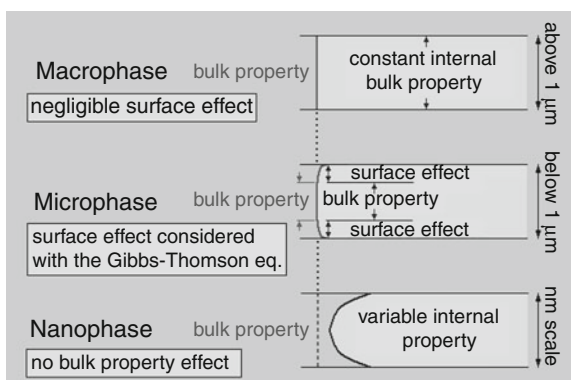 Macrophase
bulk property
negligible surface effect
constant internal
bulk property
above 1 µm
Microphase
bulk property
surface effect considered
with the Gibbs-Thomson eq.
surface effect
bulk property
surface effect
below 1 µm
Nanophase
bulk property
no bulk property effect
variable internal
property
nm scale